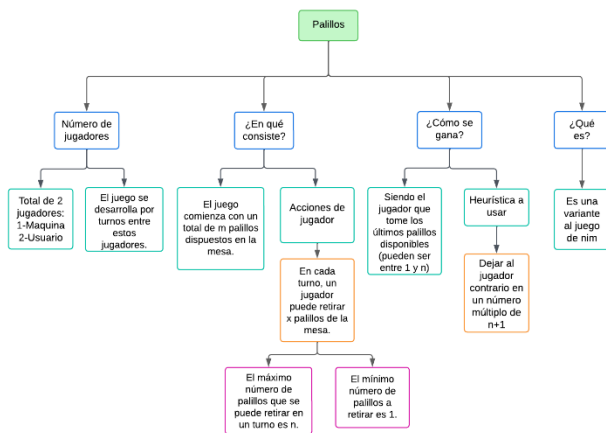 Palillos
Número de
jugadores
¿En qué
consiste?
¿Cómo se
gana?
¿Qué
es?
Total de 2
jugadores:
1-Maquina
2-Usuario
El juego se
desarrolla por
turnos entre
estos
jugadores.
El juego
comienza con un
total de m palillos
dispuestos en la
mesa.
Acciones de
jugador
Siendo el
jugador que
tome los
últimos palillos
disponibles
(pueden ser
entre 1 y n)
Heurística a
usar
Es una
variante
al juego
de nim
En cada
turno, un
jugador
puede retirar
x palillos de la
mesa.
Dejar al
jugador
contrario en
un número
múltiplo de
n+1
El máximo
número de
palillos que se
puede retirar en
un turno es n.
El mínimo
número de
palillos a
retirar es 1.